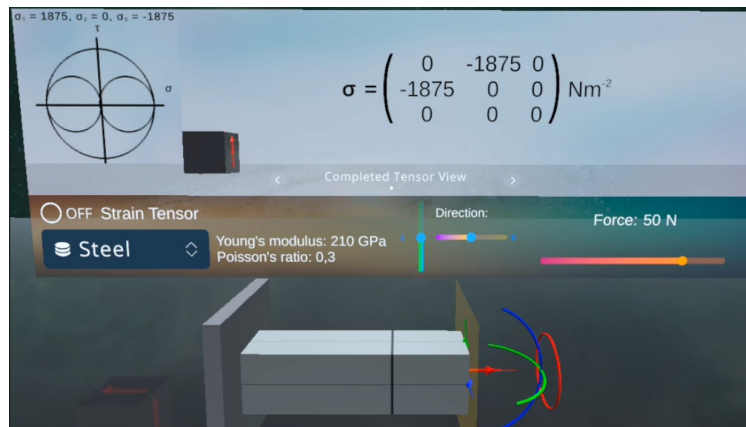 σ₁ = 1875, σ₂ = 0, σ₃ = -1875
τ
σ
σ = ( 0 -1875 0
-1875 0 0
0 0 0 ) Nm⁻²
Completed Tensor View
OFF Strain Tensor
Direction:
Force: 50 N
Steel
Young's modulus: 210 GPa
Poisson's ratio: 0,3